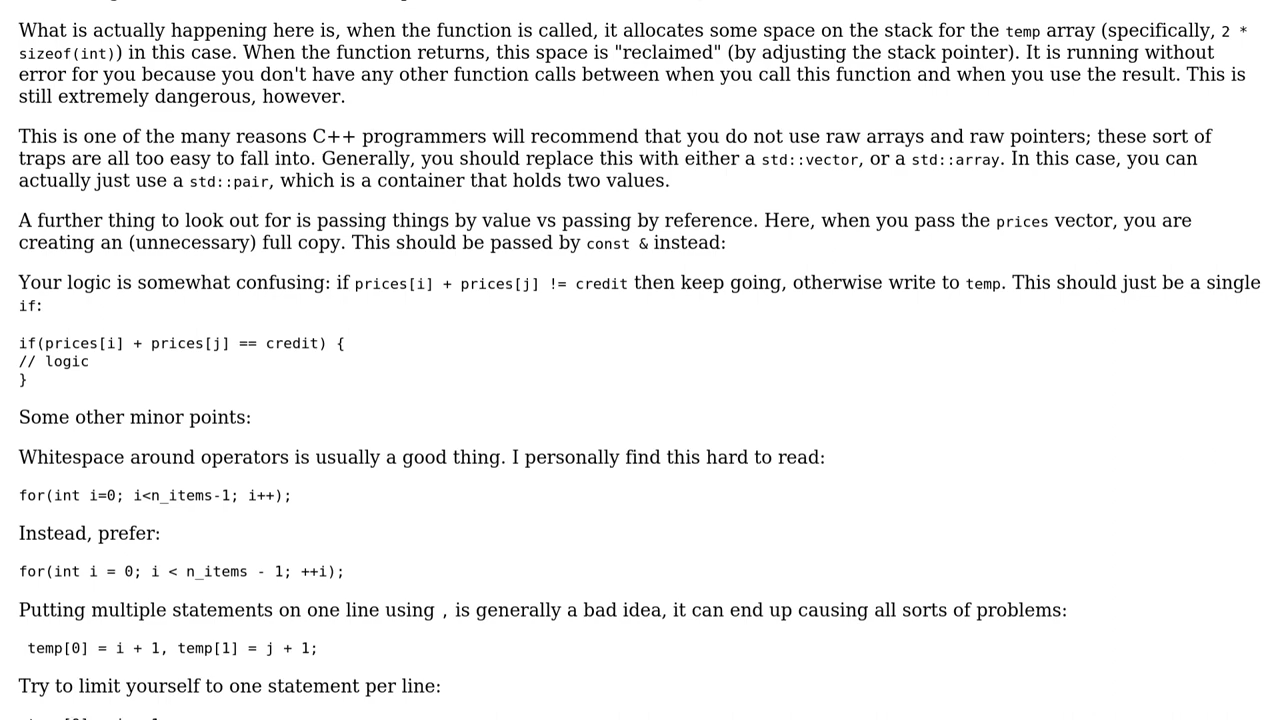 What is actually happening here is, when the function is called, it allocates some space on the stack for the temp array (specifically, 2 *
sizeof(int)) in this case. When the function returns, this space is "reclaimed" (by adjusting the stack pointer). It is running without
error for you because you don't have any other function calls between when you call this function and when you use the result. This is
still extremely dangerous, however.
This is one of the many reasons C++ programmers will recommend that you do not use raw arrays and raw pointers; these sort of
traps are all too easy to fall into. Generally, you should replace this with either a std::vector, or a std::array. In this case, you can
actually just use a std::pair, which is a container that holds two values.
A further thing to look out for is passing things by value vs passing by reference. Here, when you pass the prices vector, you are
creating an (unnecessary) full copy. This should be passed by const & instead:
Your logic is somewhat confusing: if prices[i] + prices[j] != credit then keep going, otherwise write to temp. This should just be a single
if:
if(prices[i] + prices[j] == credit) {
// logic
}
Some other minor points:
Whitespace around operators is usually a good thing. I personally find this hard to read:
for(int i=0; i<n_items-1; i++);
Instead, prefer:
for(int i = 0; i < n_items - 1; ++i);
Putting multiple statements on one line using , is generally a bad idea, it can end up causing all sorts of problems:
temp[0] = i + 1, temp[1] = j + 1;
Try to limit yourself to one statement per line: